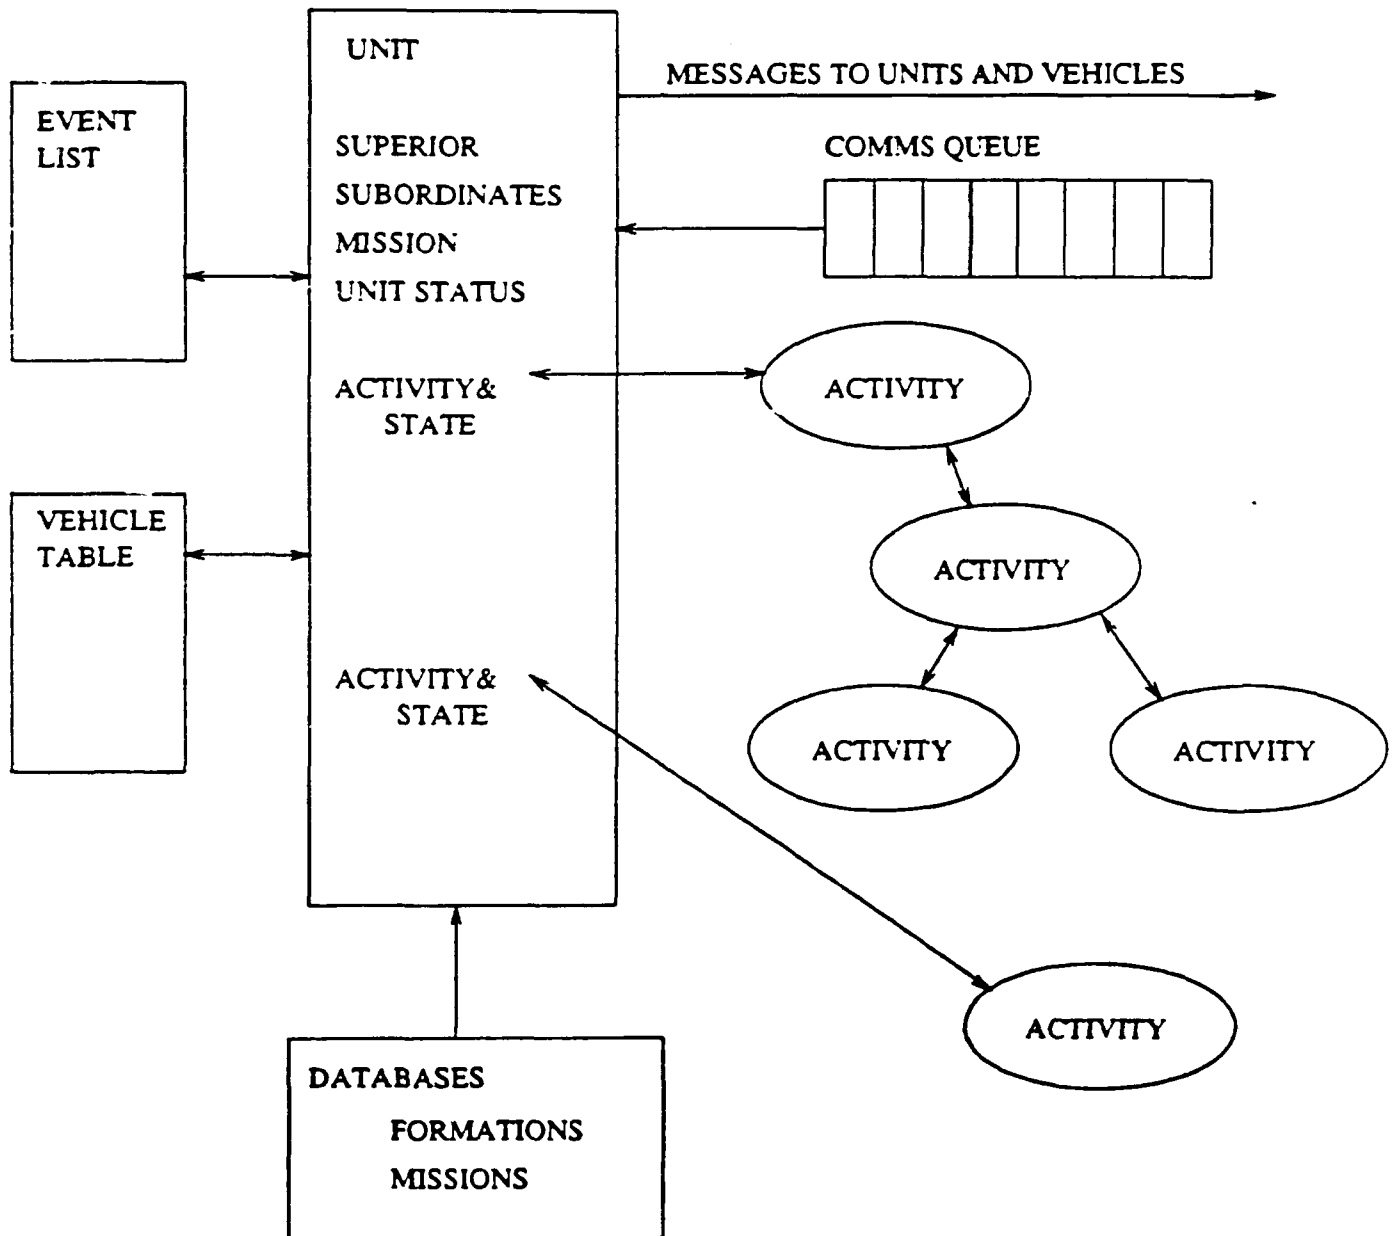 UNIT
MESSAGES TO UNITS AND VEHICLES
EVENT
LIST
SUPERIOR
SUBORDINATES
MISSION
UNIT STATUS
COMMS QUEUE
ACTIVITY&
STATE
ACTIVITY
VEHICLE
TABLE
ACTIVITY
ACTIVITY&
STATE
ACTIVITY
ACTIVITY
ACTIVITY
DATABASES
FORMATIONS
MISSIONS